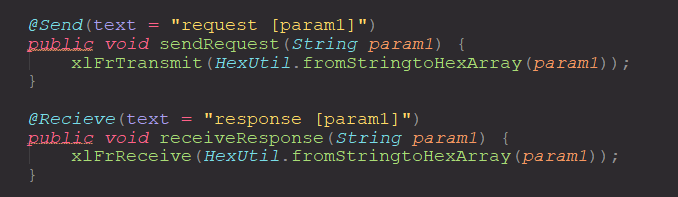 @Send(text = "request [param1]")
public void sendRequest(String param1) {
    xlFrTransmit(HexUtil.fromStringtoHexArray(param1));
}

@Recieve(text = "response [param1]")
public void receiveResponse(String param1) {
    xlFrReceive(HexUtil.fromStringtoHexArray(param1));
}